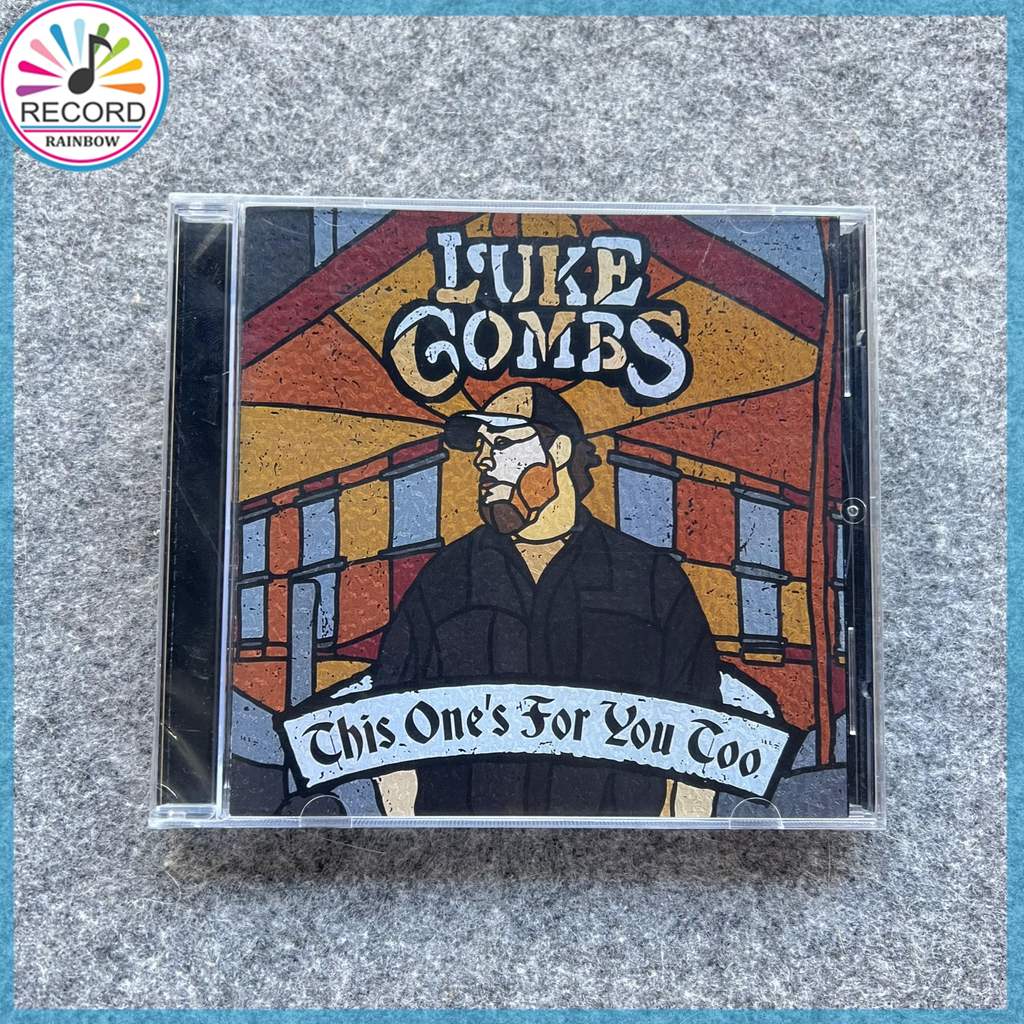 RECORD
RAINBOW
LUKE
COMBS
This One's For You Too